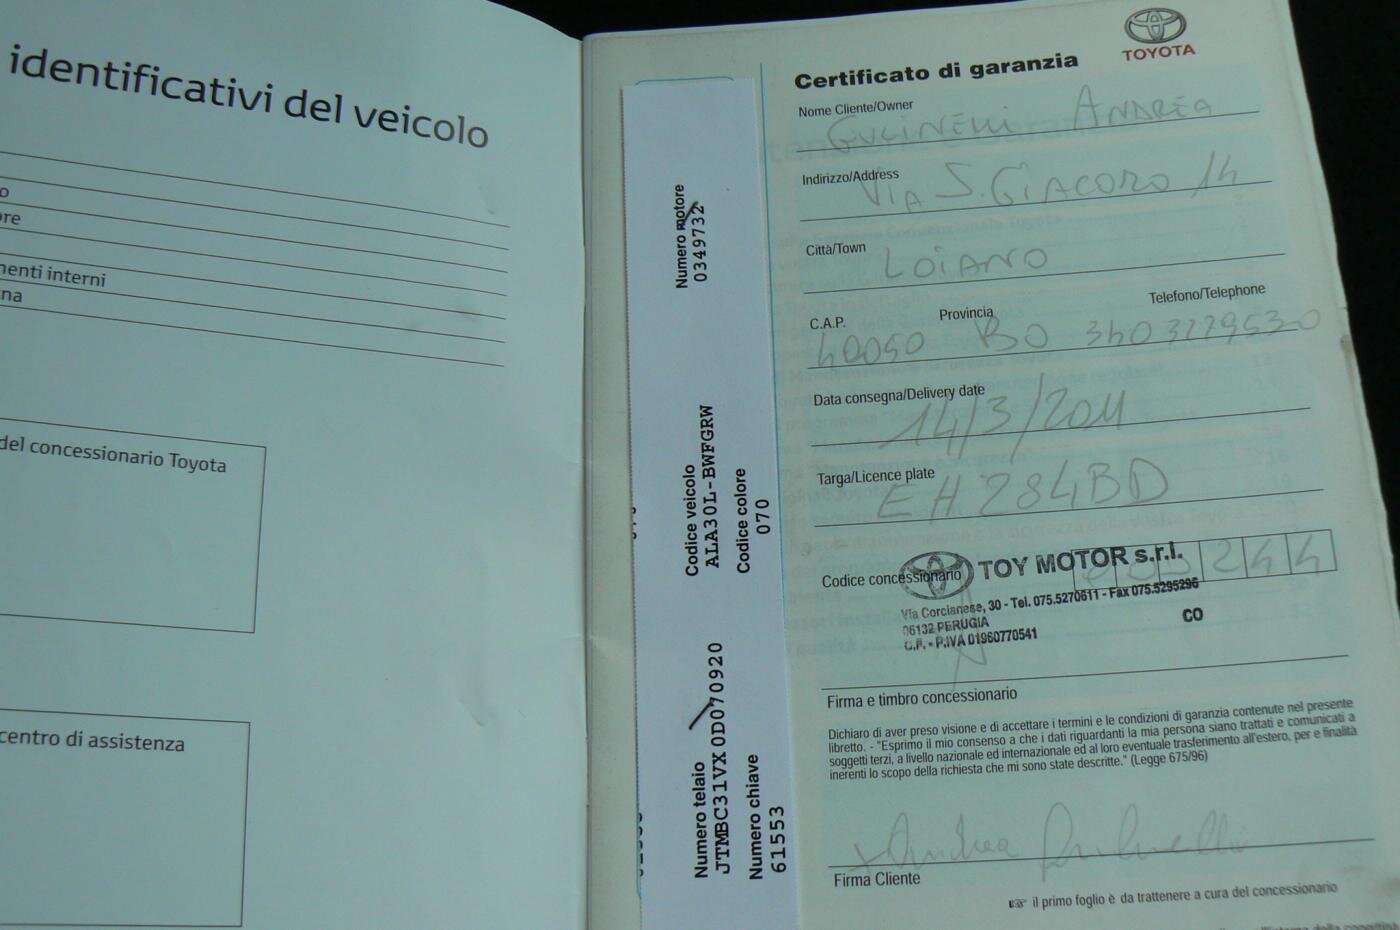 identificativi del veicolo
ore
menti interni
na
del concessionario Toyota
centro di assistenza
Numero motore
0349732
Codice veicolo
ALA30L-BWFGRW
Codice colore
070
Numero telaio
JTMBC31VX0D070920
Numero chiave
61553
TOYOTA
Certificato di garanzia
Nome Cliente/Owner
ANDREA
Indirizzo/Address
VIA S. GIACOMO 14
Città/Town
LOIANO
C.A.P. Provincia Telefono/Telephone
40050 BO
Data consegna/Delivery date
14/3/2011
Targa/Licence plate
EH284BD
Codice concessionario
244
TOY MOTOR s.r.l.
Via Corcianese, 30 - Tel. 075.5270611 - Fax 075.5295296
06132 PERUGIA
C.F. - P.IVA 01960770541
CO
Firma e timbro concessionario
Dichiaro di aver preso visione e di accettare i termini e le condizioni di garanzia contenute nel presente
libretto. - "Esprimo il mio consenso a che i dati riguardanti la mia persona siano trattati e comunicati a
soggetti terzi, a livello nazionale ed internazionale ed al loro eventuale trasferimento all'estero, per e finalità
inerenti lo scopo della richiesta che mi sono state descritte." (Legge 675/96)
Andrea
Firma Cliente
☞ il primo foglio è da trattenere a cura del concessionario